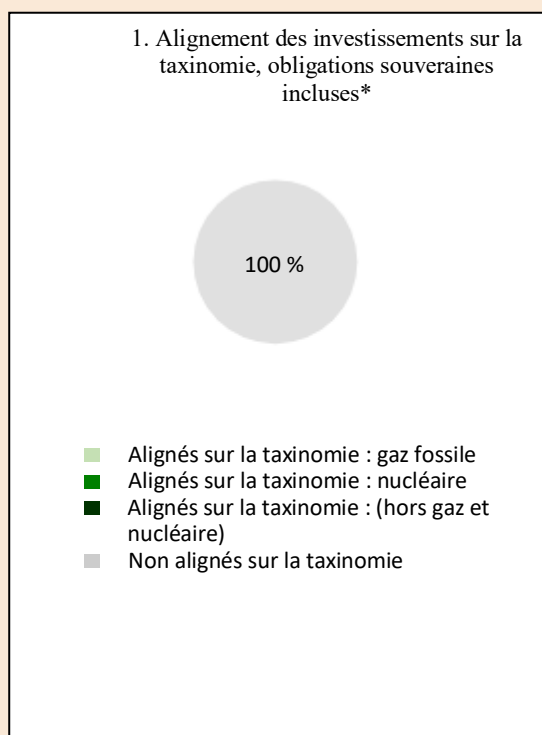 1. Alignement des investissements sur la
taxinomie, obligations souveraines
incluses*
100 %
Alignés sur la taxinomie : gaz fossile
Alignés sur la taxinomie : nucléaire
Alignés sur la taxinomie : (hors gaz et
nucléaire)
Non alignés sur la taxinomie